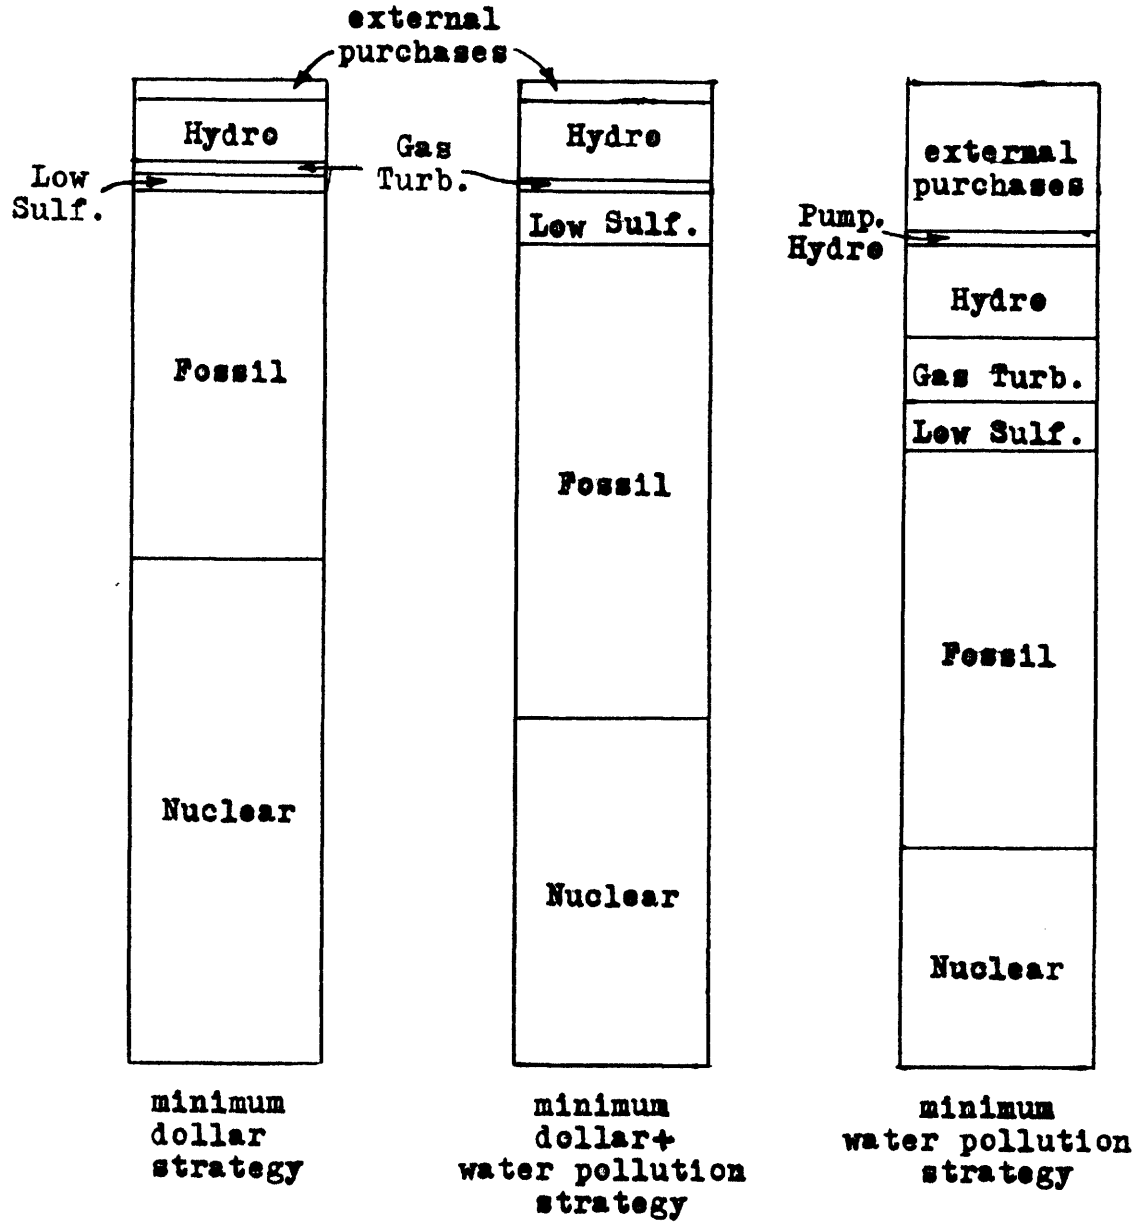 external
purchases
Hydro
Gas
Turb.
Low
Sulf.
Fossil
Nuclear
minimum
dollar
strategy
Hydro
Low Sulf.
Fossil
Nuclear
minimum
dollar+
water pollution
strategy
external
purchases
Pump.
Hydro
Hydro
Gas Turb.
Low Sulf.
Fossil
Nuclear
minimum
water pollution
strategy